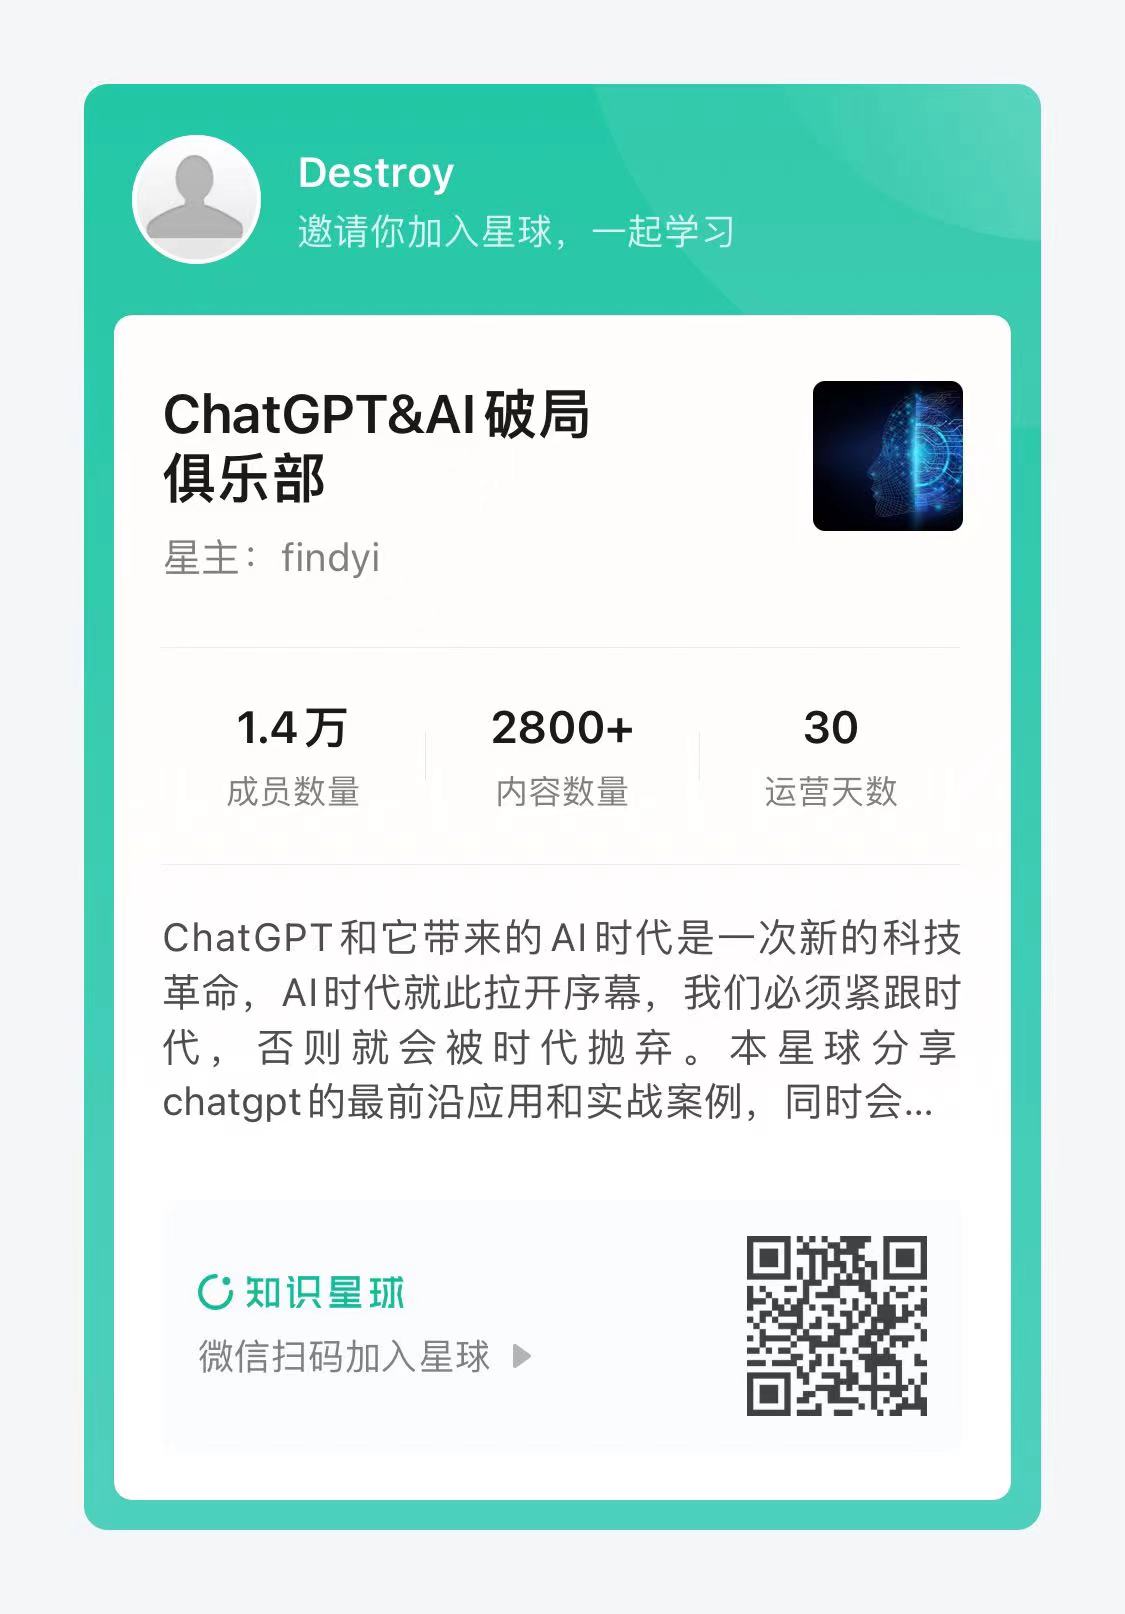 Destroy
邀请你加入星球，一起学习
ChatGPT&AI破局
俱乐部
星主：findyi
1.4万
2800+
30
成员数量
内容数量
运营天数
ChatGPT和它带来的AI时代是一次新的科技
革命，AI时代就此拉开序幕，我们必须紧跟时
代，否则就会被时代抛弃。本星球分享
chatgpt的最前沿应用和实战案例，同时会...
知识星球
微信扫码加入星球